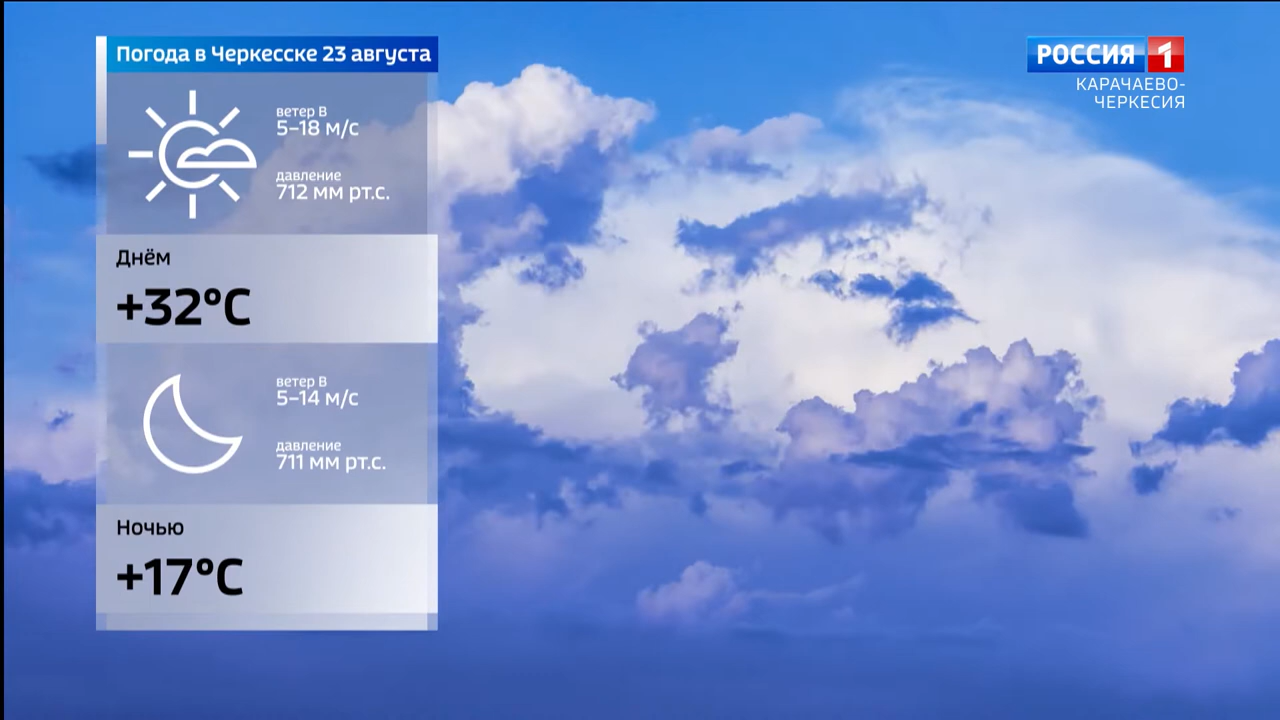 Погода в Черкесске 23 августа
ветер В
5-18 м/с
давление
712 мм рт.с.
Днём
+32°C
ветер В
5-14 м/с
давление
711 мм рт.с.
Ночью
+17°C
РОССИЯ 1
КАРАЧАЕВО-
ЧЕРКЕСИЯ